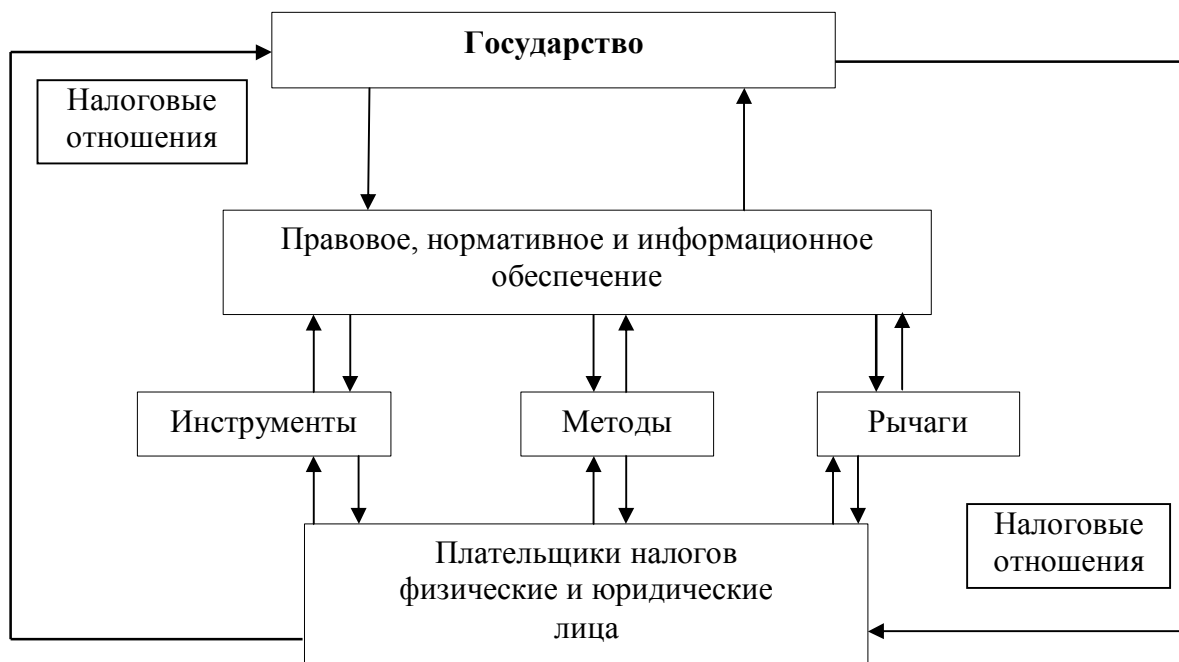 Государство
Налоговые
отношения
Правовое, нормативное и информационное
обеспечение
Инструменты
Методы
Рычаги
Плательщики налогов
физические и юридические
лица
Налоговые
отношения